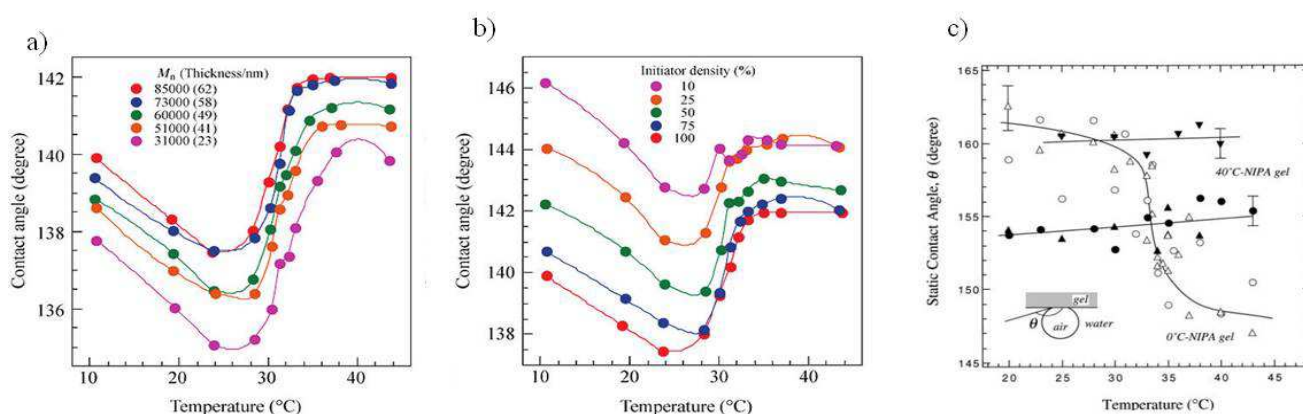 a)
Contact angle (degree)
142
140
138
136
Mn (Thickness/nm)
85000 (62)
73000 (58)
60000 (49)
51000 (41)
31000 (23)
10 20 30 40
Temperature (°C)
b)
Contact angle (degree)
146
144
142
140
138
Initiator density (%)
10
25
50
75
100
10 20 30 40
Temperature (°C)
c)
Static Contact Angle, θ (degree)
165
160
155
150
145
40°C-NIPA gel
gel
θ air water
0°C-NIPA gel
20 25 30 35 40 45
Temperature (°C)